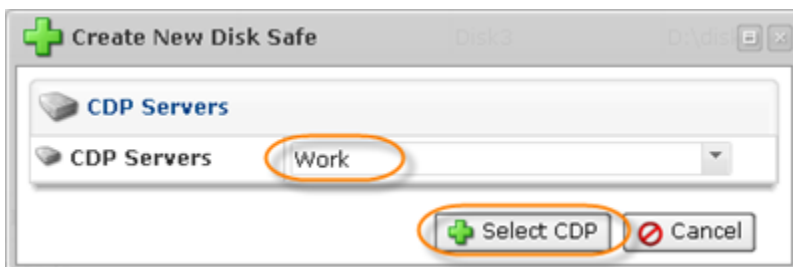 Create New Disk Safe Disk3 D:\dis
CDP Servers
CDP Servers Work
Select CDP Cancel